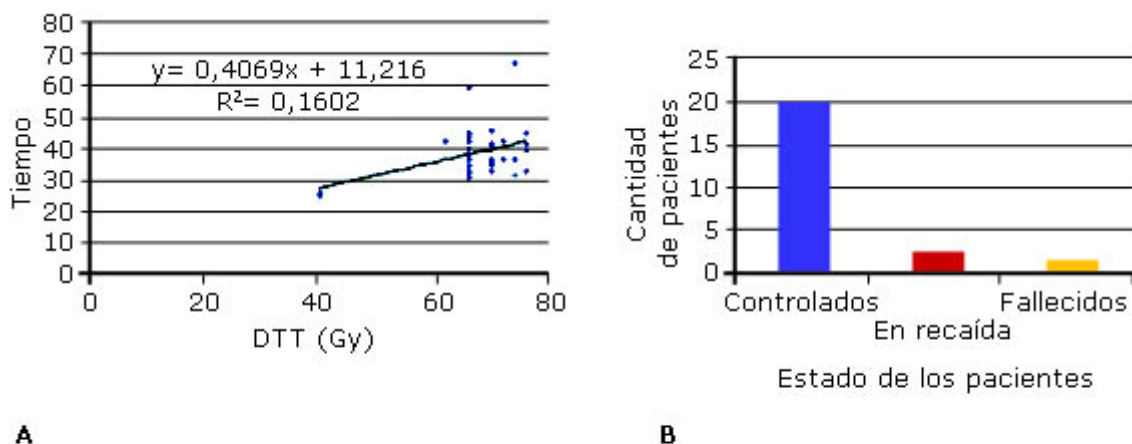 80
70
60
50
40
30
20
10
0
Tiempo
y= 0,4069x + 11,216
R²= 0,1602
0 20 40 60 80
DTT (Gy)
A
25
20
15
10
5
0
Cantidad
de pacientes
Controlados Fallecidos
En recaída
Estado de los pacientes
B